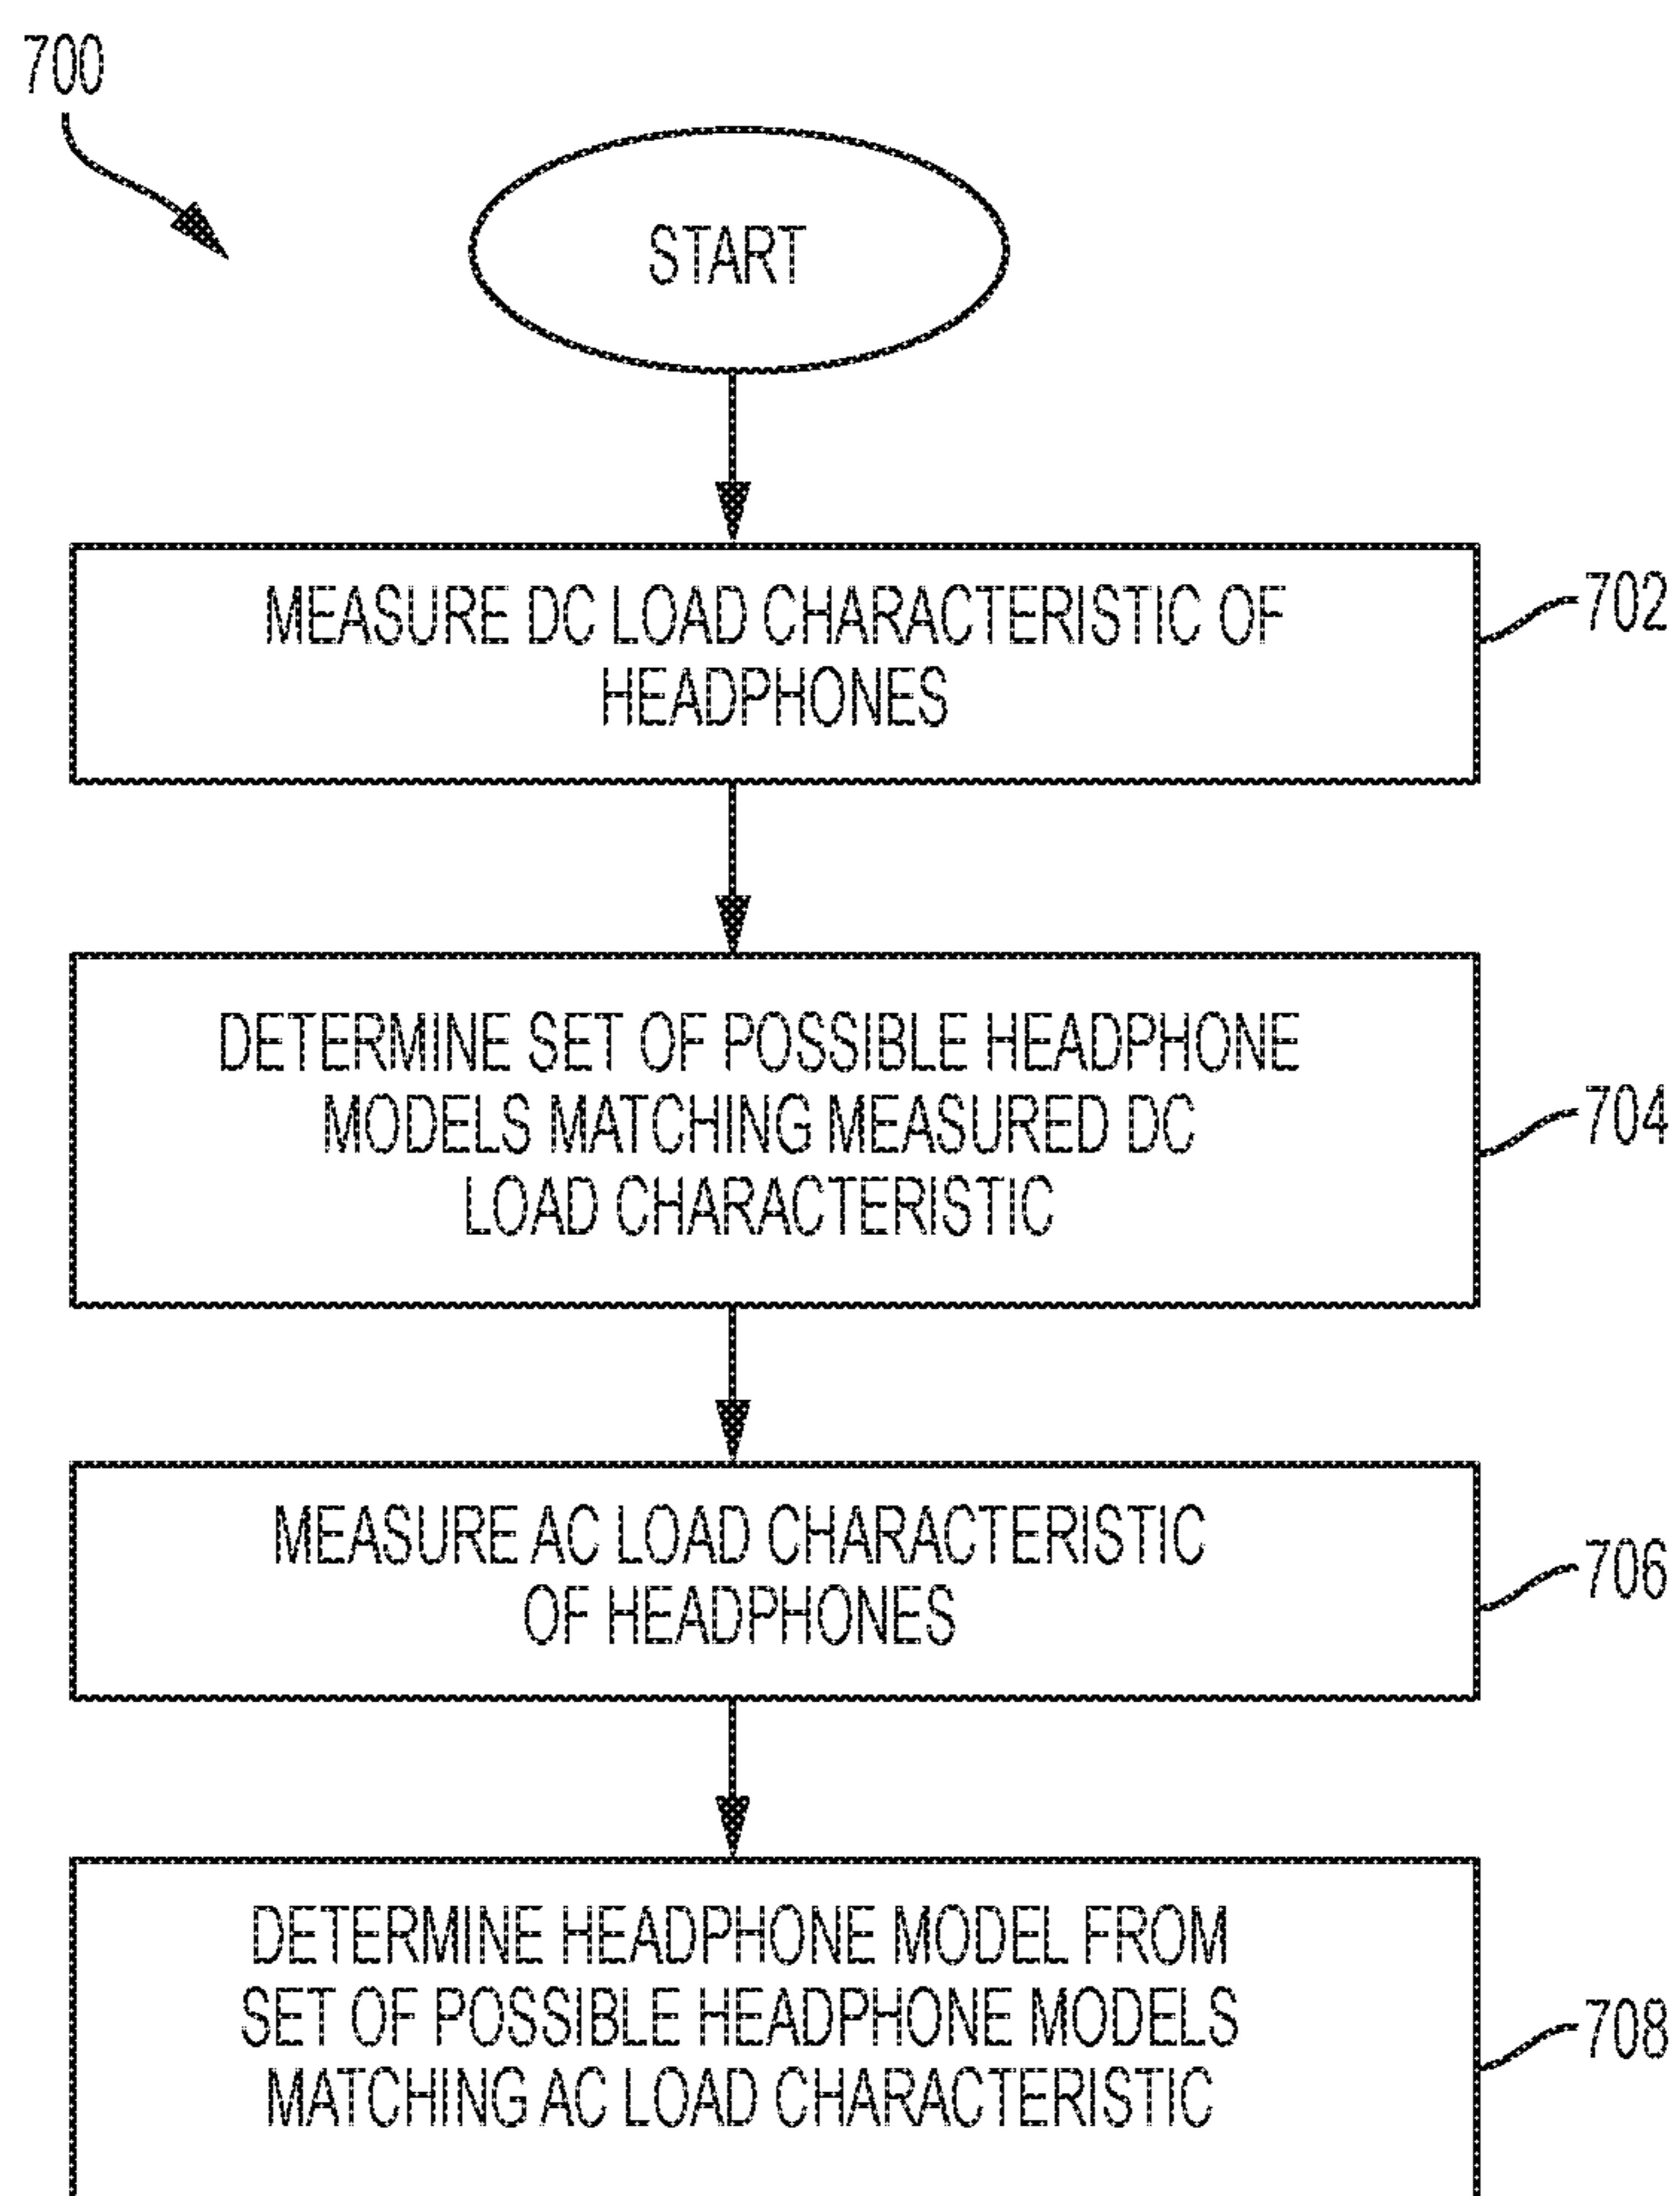 700
START
MEASURE DC LOAD CHARACTERISTIC OF
HEADPHONES
702
DETERMINE SET OF POSSIBLE HEADPHONE
MODELS MATCHING MEASURED DC
LOAD CHARACTERISTIC
704
MEASURE AC LOAD CHARACTERISTIC
OF HEADPHONES
706
DETERMINE HEADPHONE MODEL FROM
SET OF POSSIBLE HEADPHONE MODELS
MATCHING AC LOAD CHARACTERISTIC
708